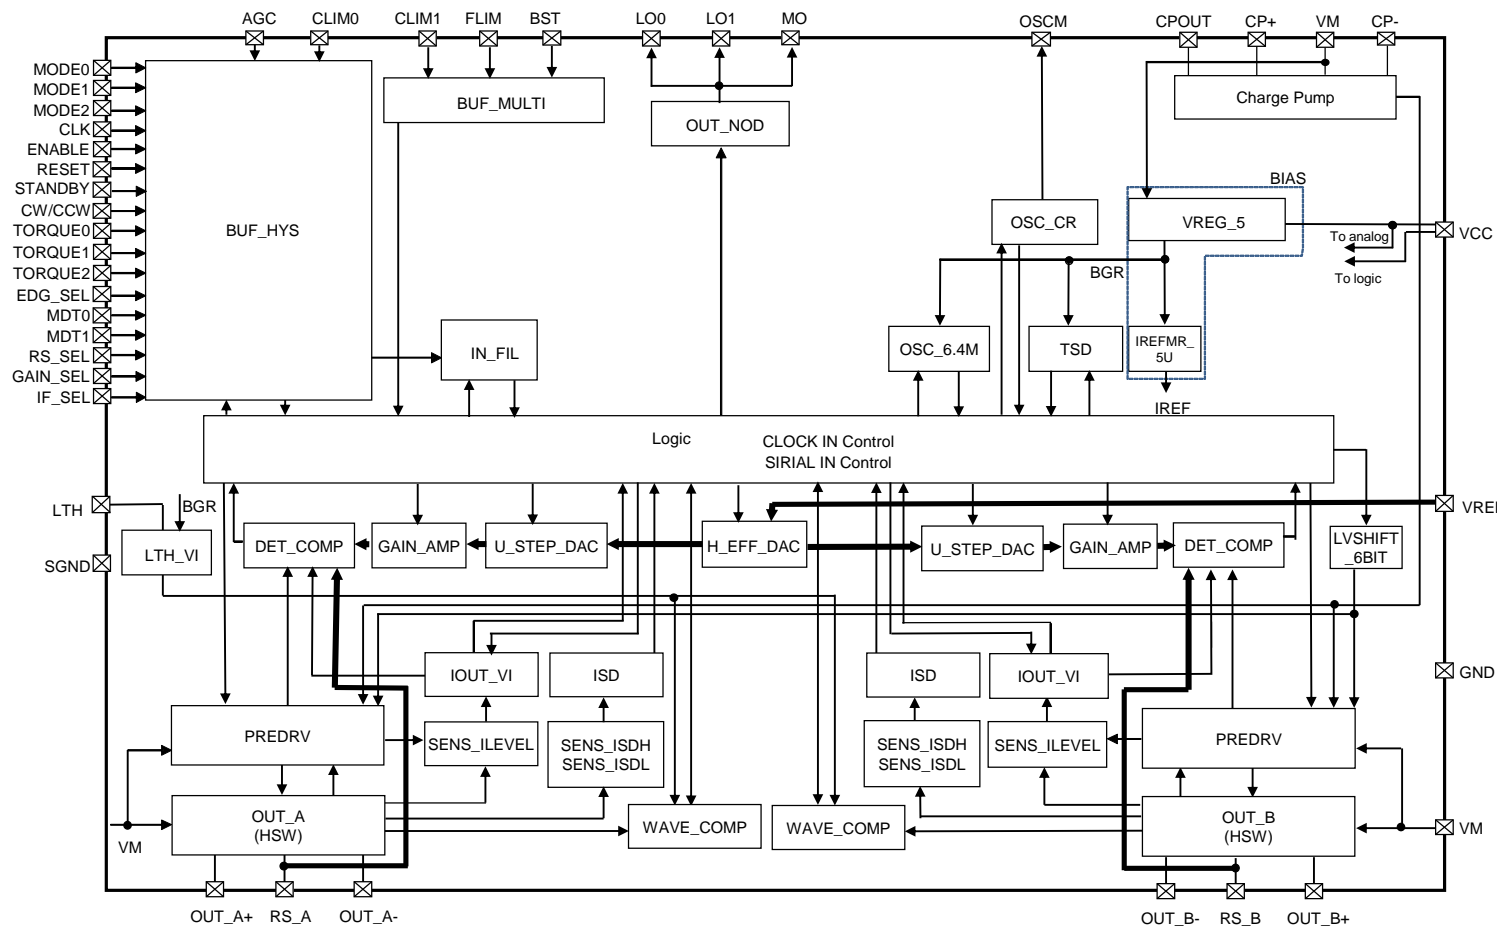 AGC CLIM0 CLIM1 FLIM BST LO0 LO1 MO OSCM CPOUT CP+ VM CP-
MODE0
MODE1
MODE2
CLK
ENABLE
RESET
STANDBY
CW/CCW
TORQUE0
TORQUE1
TORQUE2
EDG_SEL
MDT0
MDT1
RS_SEL
GAIN_SEL
IF_SEL
BUF_HYS
BUF_MULTI
OUT_NOD
Charge Pump
BIAS
OSC_CR
VREG_5
VCC
To analog
To logic
BGR
IN_FIL
OSC_6.4M
TSD
IREFMR_
5U
IREF
Logic
CLOCK IN Control
SIRIAL IN Control
LTH
BGR
VREF
LTH_VI
SGND
DET_COMP
GAIN_AMP
U_STEP_DAC
H_EFF_DAC
U_STEP_DAC
GAIN_AMP
DET_COMP
LVSHIFT
_6BIT
IOUT_VI
ISD
ISD
IOUT_VI
GND
PREDRV
SENS_ILEVEL
SENS_ISDH
SENS_ISDL
SENS_ISDH
SENS_ISDL
SENS_ILEVEL
PREDRV
VM
OUT_A
(HSW)
WAVE_COMP
WAVE_COMP
OUT_B
(HSW)
VM
OUT_A+ RS_A OUT_A- OUT_B- RS_B OUT_B+